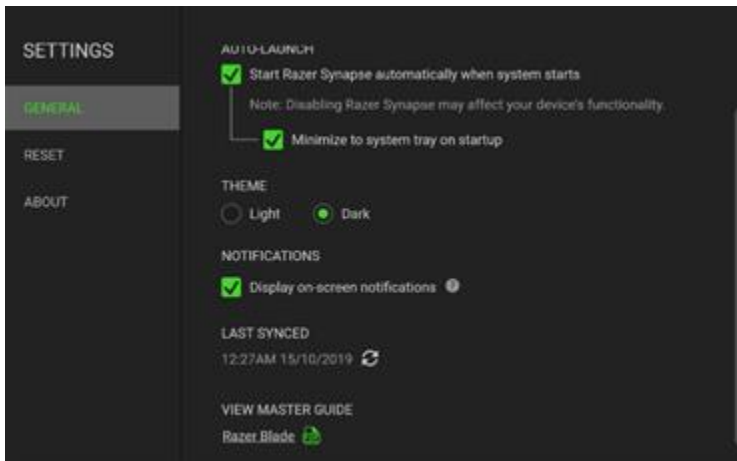 SETTINGS
AUTO-LAUNCH
Start Razer Synapse automatically when system starts
GENERAL
Note: Disabling Razer Synapse may affect your device's functionality.
Minimize to system tray on startup
RESET
THEME
ABOUT
Light
Dark
NOTIFICATIONS
Display on-screen notifications
LAST SYNCED
12:27AM 15/10/2019
VIEW MASTER GUIDE
Razer Blade